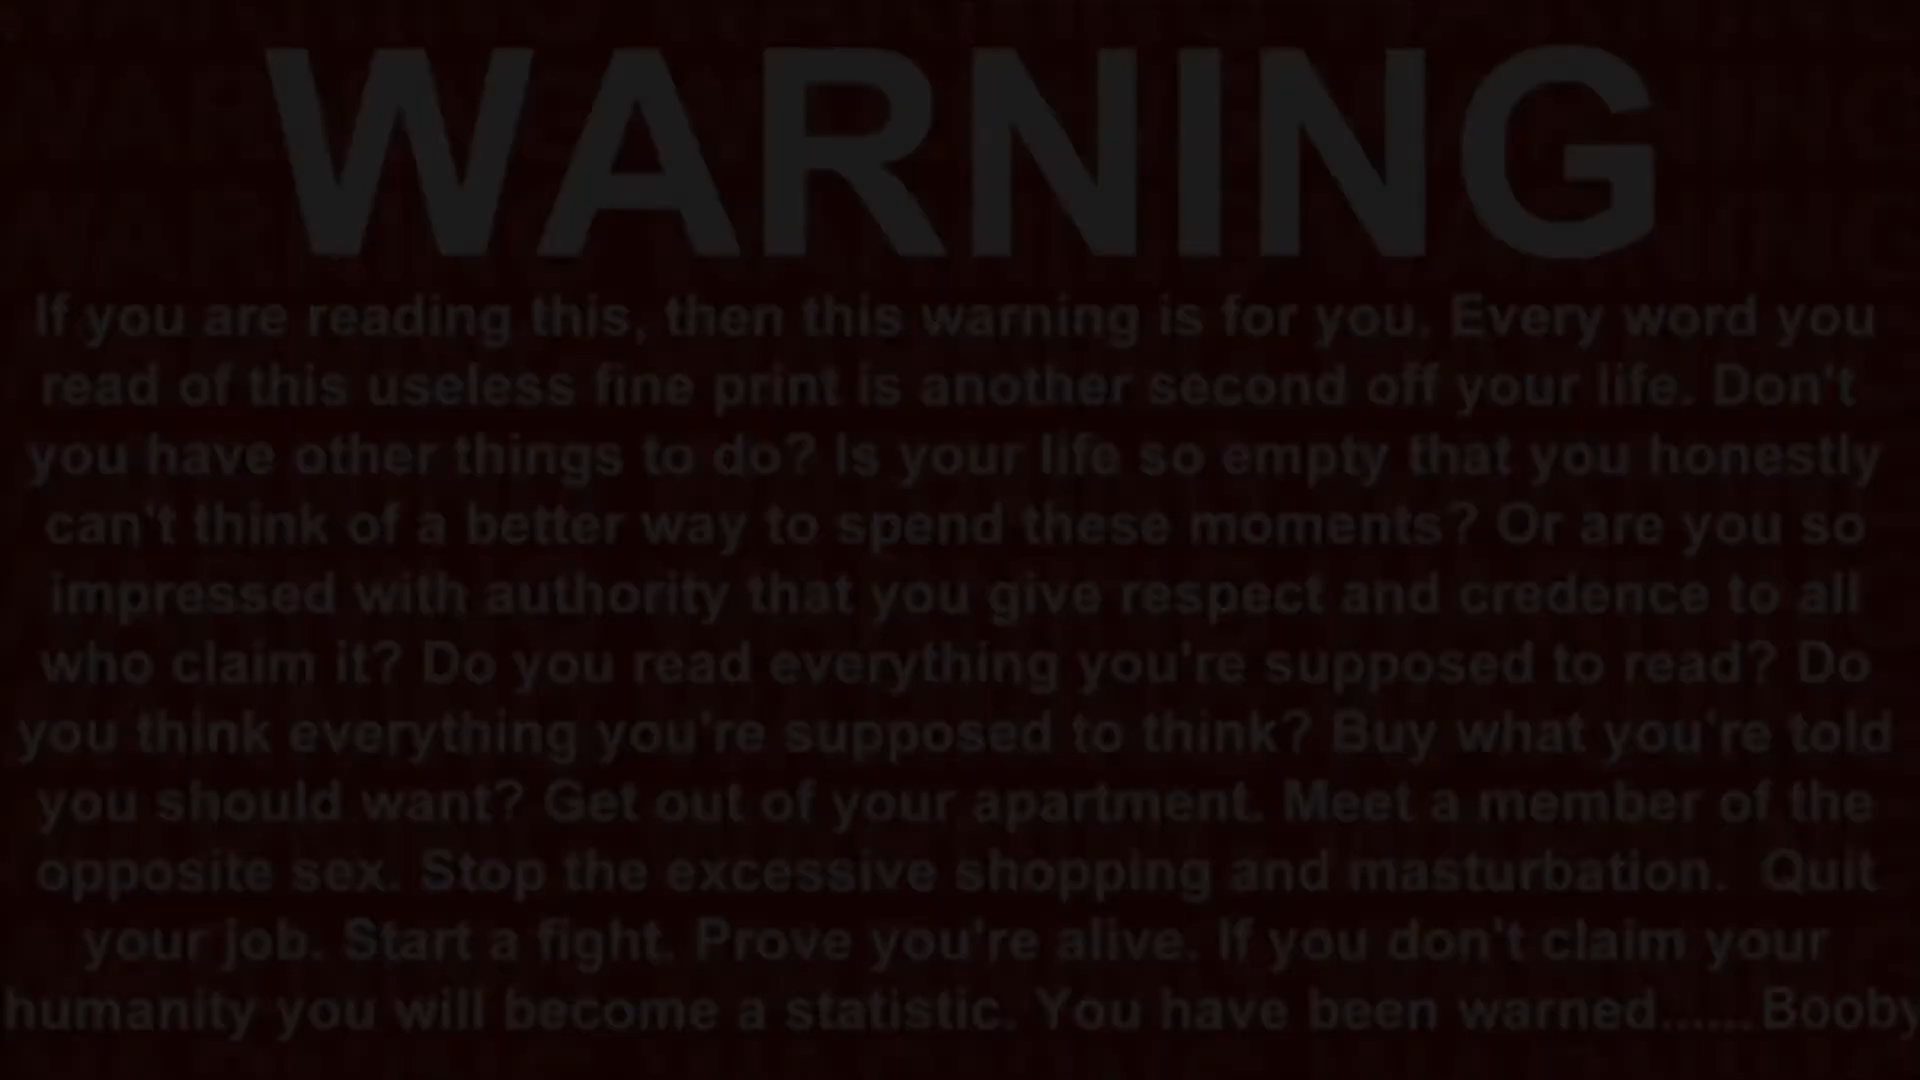 WARNING
If you are reading this, then this warning is for you. Every word you
read of this useless fine print is another second off your life. Don't
you have other things to do? Is your life so empty that you honestly
can't think of a better way to spend these moments? Or are you so
impressed with authority that you give respect and credence to all
who claim it? Do you read everything you're supposed to read? Do
you think everything you're supposed to think? Buy what you're told
you should want? Get out of your apartment. Meet a member of the
opposite sex. Stop the excessive shopping and masturbation. Quit
your job. Start a fight. Prove you're alive. If you don't claim your
humanity you will become a statistic. You have been warned......Booby